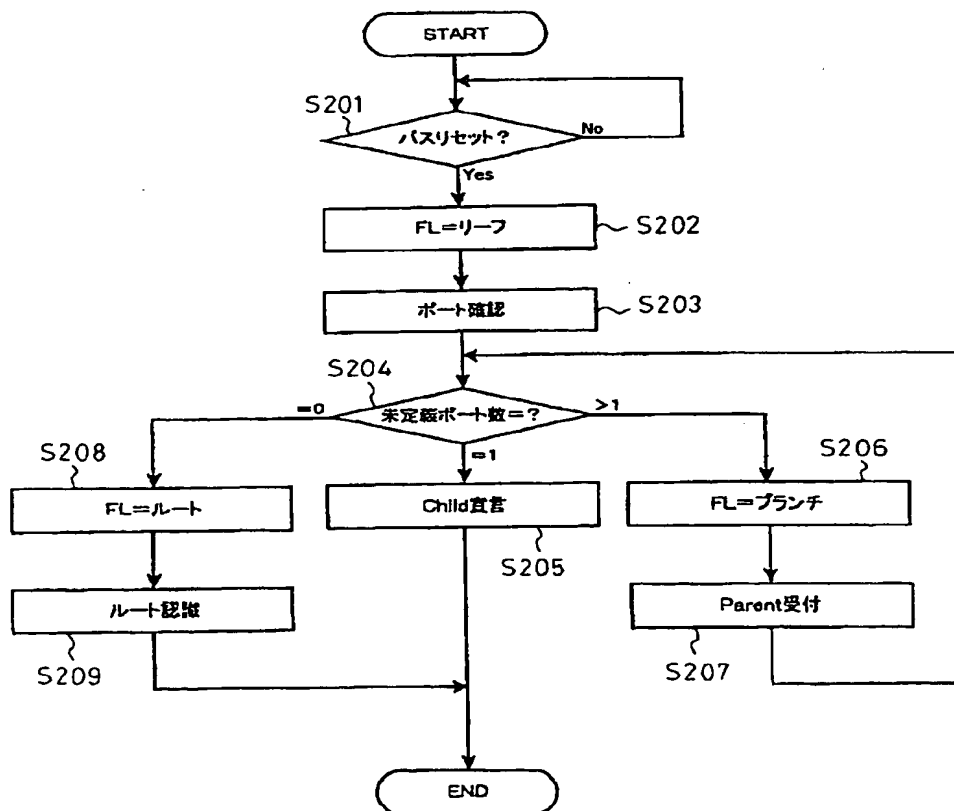 START
S201
バスリセット?
No
Yes
FL=リーフ
S202
ポート確認
S203
S204
未定義ポート数=?
=0
>1
=1
S208
S206
FL=ルート
Child宣言
FL=ブランチ
S205
ルート認識
Parent受付
S209
S207
END